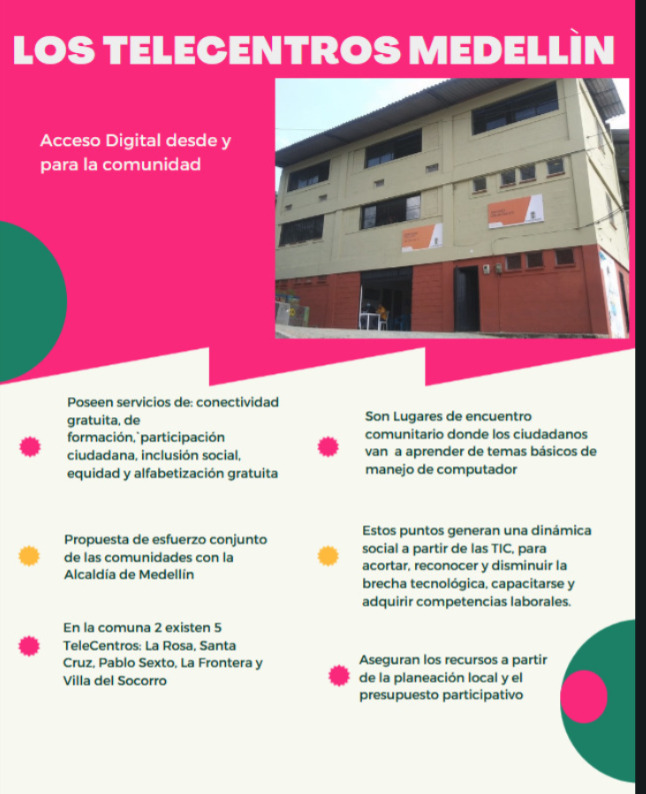 LOS TELECENTROS MEDELLÌN
Acceso Digital desde y
para la comunidad
Poseen servicios de: conectividad
gratuita, de
formación,`participación
ciudadana, inclusión social,
equidad y alfabetización gratuita
Propuesta de esfuerzo conjunto
de las comunidades con la
Alcaldía de Medellín
En la comuna 2 existen 5
TeleCentros: La Rosa, Santa
Cruz, Pablo Sexto, La Frontera y
Villa del Socorro
Son Lugares de encuentro
comunitario donde los ciudadanos
van a aprender de temas básicos de
manejo de computador
Estos puntos generan una dinámica
social a partir de las TIC, para
acortar, reconocer y disminuir la
brecha tecnológica, capacitarse y
adquirir competencias laborales.
Aseguran los recursos a partir
de la planeación local y el
presupuesto participativo